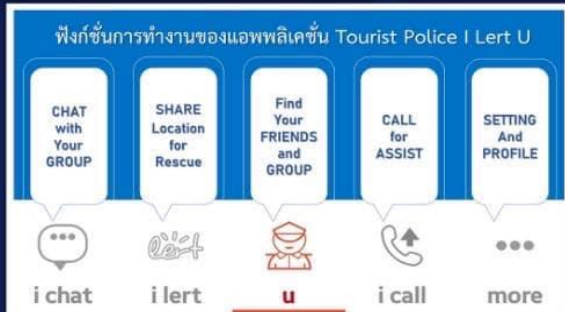 ฟังก์ชั่นการทำงานของแอพพลิเคชั่น Tourist Police I Lert U
CHAT
with
Your
GROUP
SHARE
Location
for
Rescue
Find
Your
FRIENDS
and
GROUP
CALL
for
ASSIST
SETTING
And
PROFILE
lert
i chat
i lert
u
i call
more